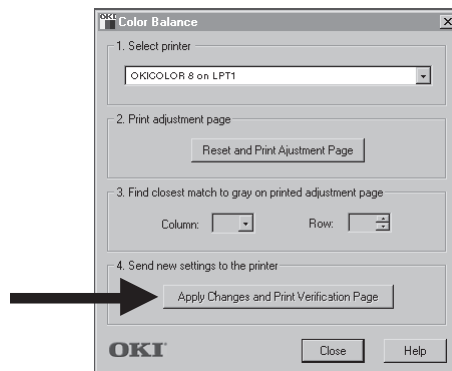 OKI Color Balance
1. Select printer
OKICOLOR 8 on LPT1
2. Print adjustment page
Reset and Print Ajustment Page
3. Find closest match to gray on printed adjustment page
Column: Row:
4. Send new settings to the printer
Apply Changes and Print Verification Page
OKI Close Help